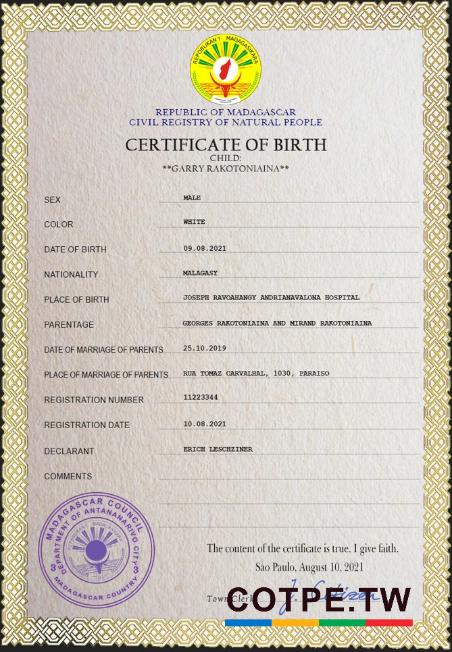 REPOBLIKAN'I MADAGASIKARA
REPUBLIC OF MADAGASCAR
CIVIL REGISTRY OF NATURAL PEOPLE
CERTIFICATE OF BIRTH
CHILD:
**GARRY RAKOTONIAINA**
SEX MALE
COLOR WHITE
DATE OF BIRTH 09.08.2021
NATIONALITY MALAGASY
PLACE OF BIRTH JOSEPH RAVOAHANGY ANDRIANAVALONA HOSPITAL
PARENTAGE GEORGES RAKOTONIAINA AND MIRAND RAKOTONIAINA
DATE OF MARRIAGE OF PARENTS 25.10.2019
PLACE OF MARRIAGE OF PARENTS RUA TOMAZ CARVALHAL, 1030, PARAISO
REGISTRATION NUMBER 11223344
REGISTRATION DATE 10.08.2021
DECLARANT ERICH LESCHZINER
COMMENTS
MADAGASCAR COUNCIL
DEPARTMENT OF ANTANANARIVO CITY
3 3
MADAGASCAR COUNTRY
The content of the certificate is true. I give faith.
Sao Paulo, August 10, 2021
Town Clerk
COTPE.TW